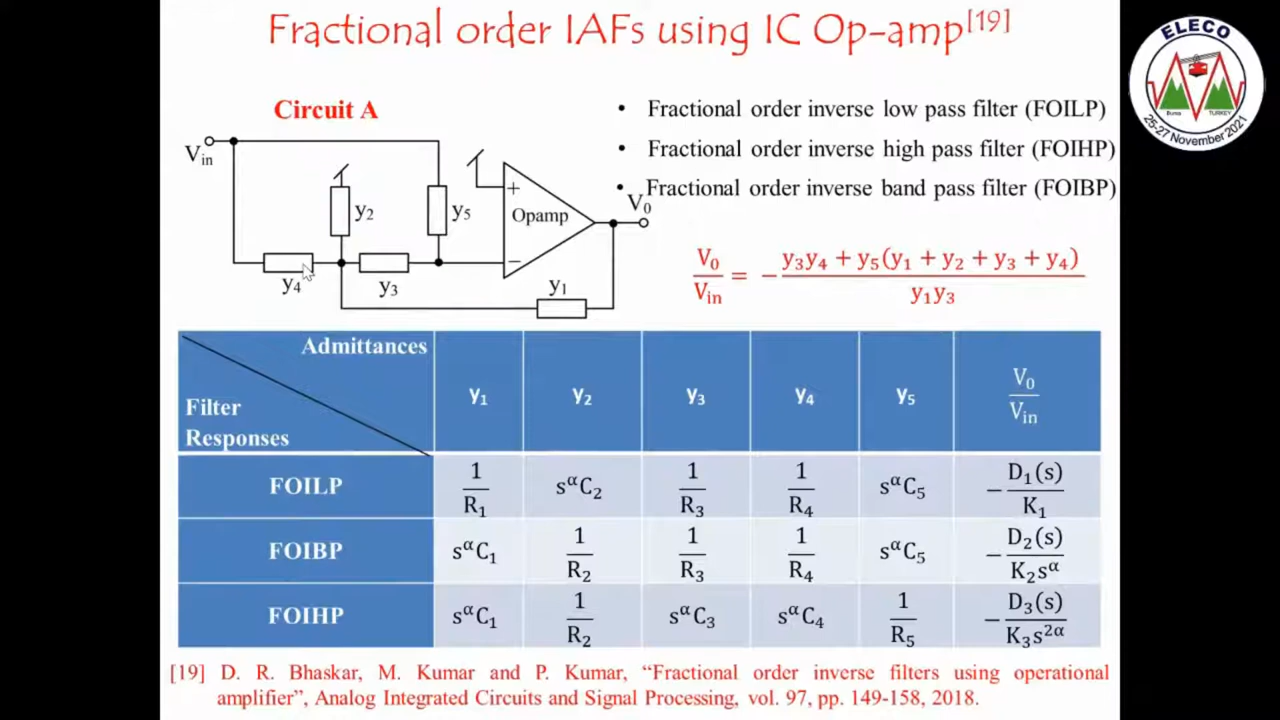 Fractional order IAFs using IC Op-amp[19]
ELECO
Bursa TURKEY
25-27 November 2021
Circuit A
• Fractional order inverse low pass filter (FOILP)
• Fractional order inverse high pass filter (FOIHP)
• Fractional order inverse band pass filter (FOIBP)
Vin
y2
y5
+
Opamp
−
V0
y4
y3
y1
V0/Vin = − (y3y4 + y5(y1 + y2 + y3 + y4))/(y1y3)
Admittances
Filter
Responses
y1 y2 y3 y4 y5 V0/Vin
FOILP 1/R1 sαC2 1/R3 1/R4 sαC5 −D1(s)/K1
FOIBP sαC1 1/R2 1/R3 1/R4 sαC5 −D2(s)/K2sα
FOIHP sαC1 1/R2 sαC3 sαC4 1/R5 −D3(s)/K3s2α
[19] D. R. Bhaskar, M. Kumar and P. Kumar, “Fractional order inverse filters using operational
amplifier”, Analog Integrated Circuits and Signal Processing, vol. 97, pp. 149-158, 2018.